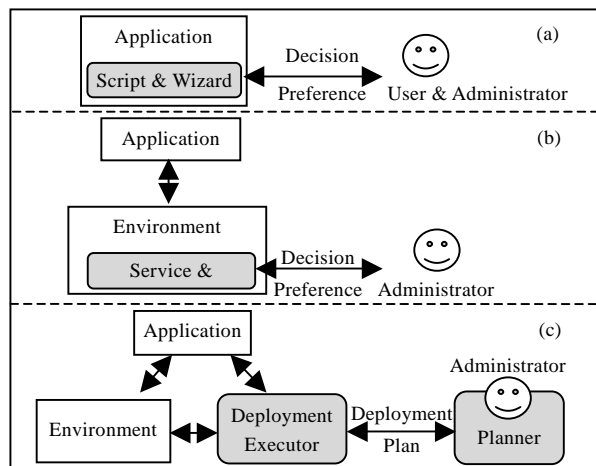 Application
(a)
Decision
Script & Wizard
Preference
User & Administrator
Application
(b)
Environment
Decision
Service &
Preference
Administrator
Application
(c)
Administrator
Deployment
Deployment
Environment
Executor
Plan
Planner